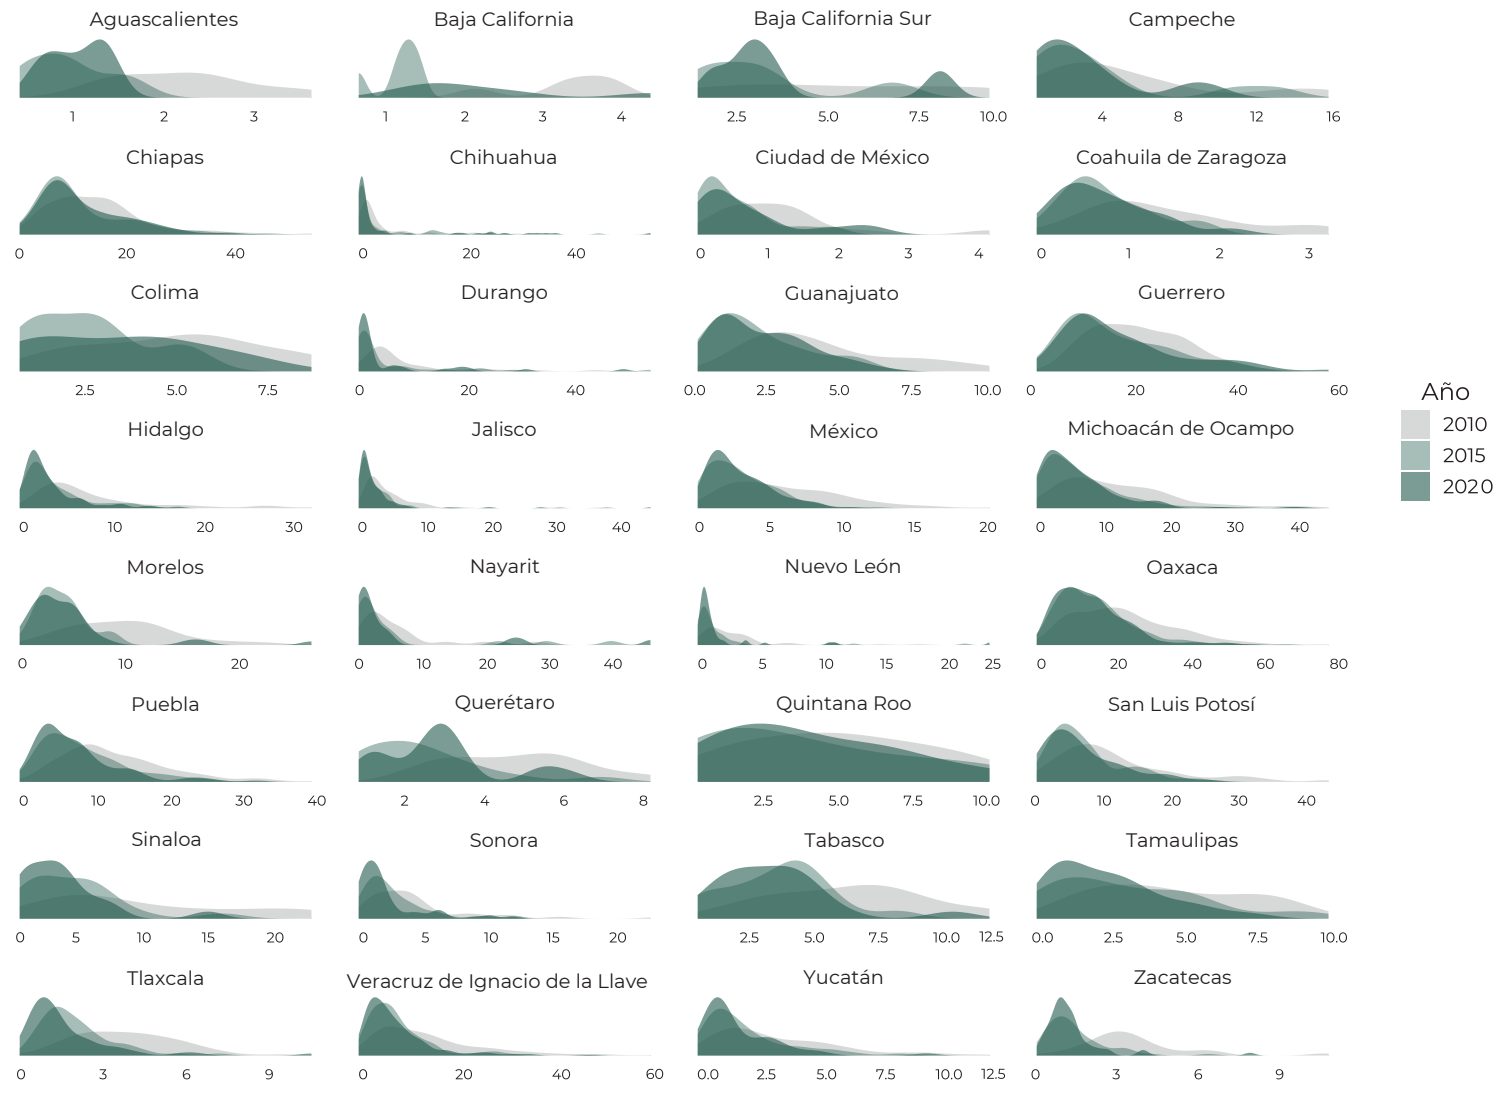 Aguascalientes Baja California Baja California Sur Campeche
1 2 3 1 2 3 4 2.5 5.0 7.5 10.0 4 8 12 16
Chiapas Chihuahua Ciudad de México Coahuila de Zaragoza
0 20 40 0 20 40 0 1 2 3 4 0 1 2 3
Colima Durango Guanajuato Guerrero
2.5 5.0 7.5 0 20 40 0.0 2.5 5.0 7.5 10.0 0 20 40 60
Año
2010
2015
2020
Hidalgo Jalisco México Michoacán de Ocampo
0 10 20 30 0 10 20 30 40 0 5 10 15 20 0 10 20 30 40
Morelos Nayarit Nuevo León Oaxaca
0 10 20 0 10 20 30 40 0 5 10 15 20 25 0 20 40 60 80
Puebla Querétaro Quintana Roo San Luis Potosí
0 10 20 30 40 2 4 6 8 2.5 5.0 7.5 10.0 0 10 20 30 40
Sinaloa Sonora Tabasco Tamaulipas
0 5 10 15 20 0 5 10 15 20 2.5 5.0 7.5 10.0 12.5 0.0 2.5 5.0 7.5 10.0
Tlaxcala Veracruz de Ignacio de la Llave Yucatán Zacatecas
0 3 6 9 0 20 40 60 0.0 2.5 5.0 7.5 10.0 12.5 0 3 6 9